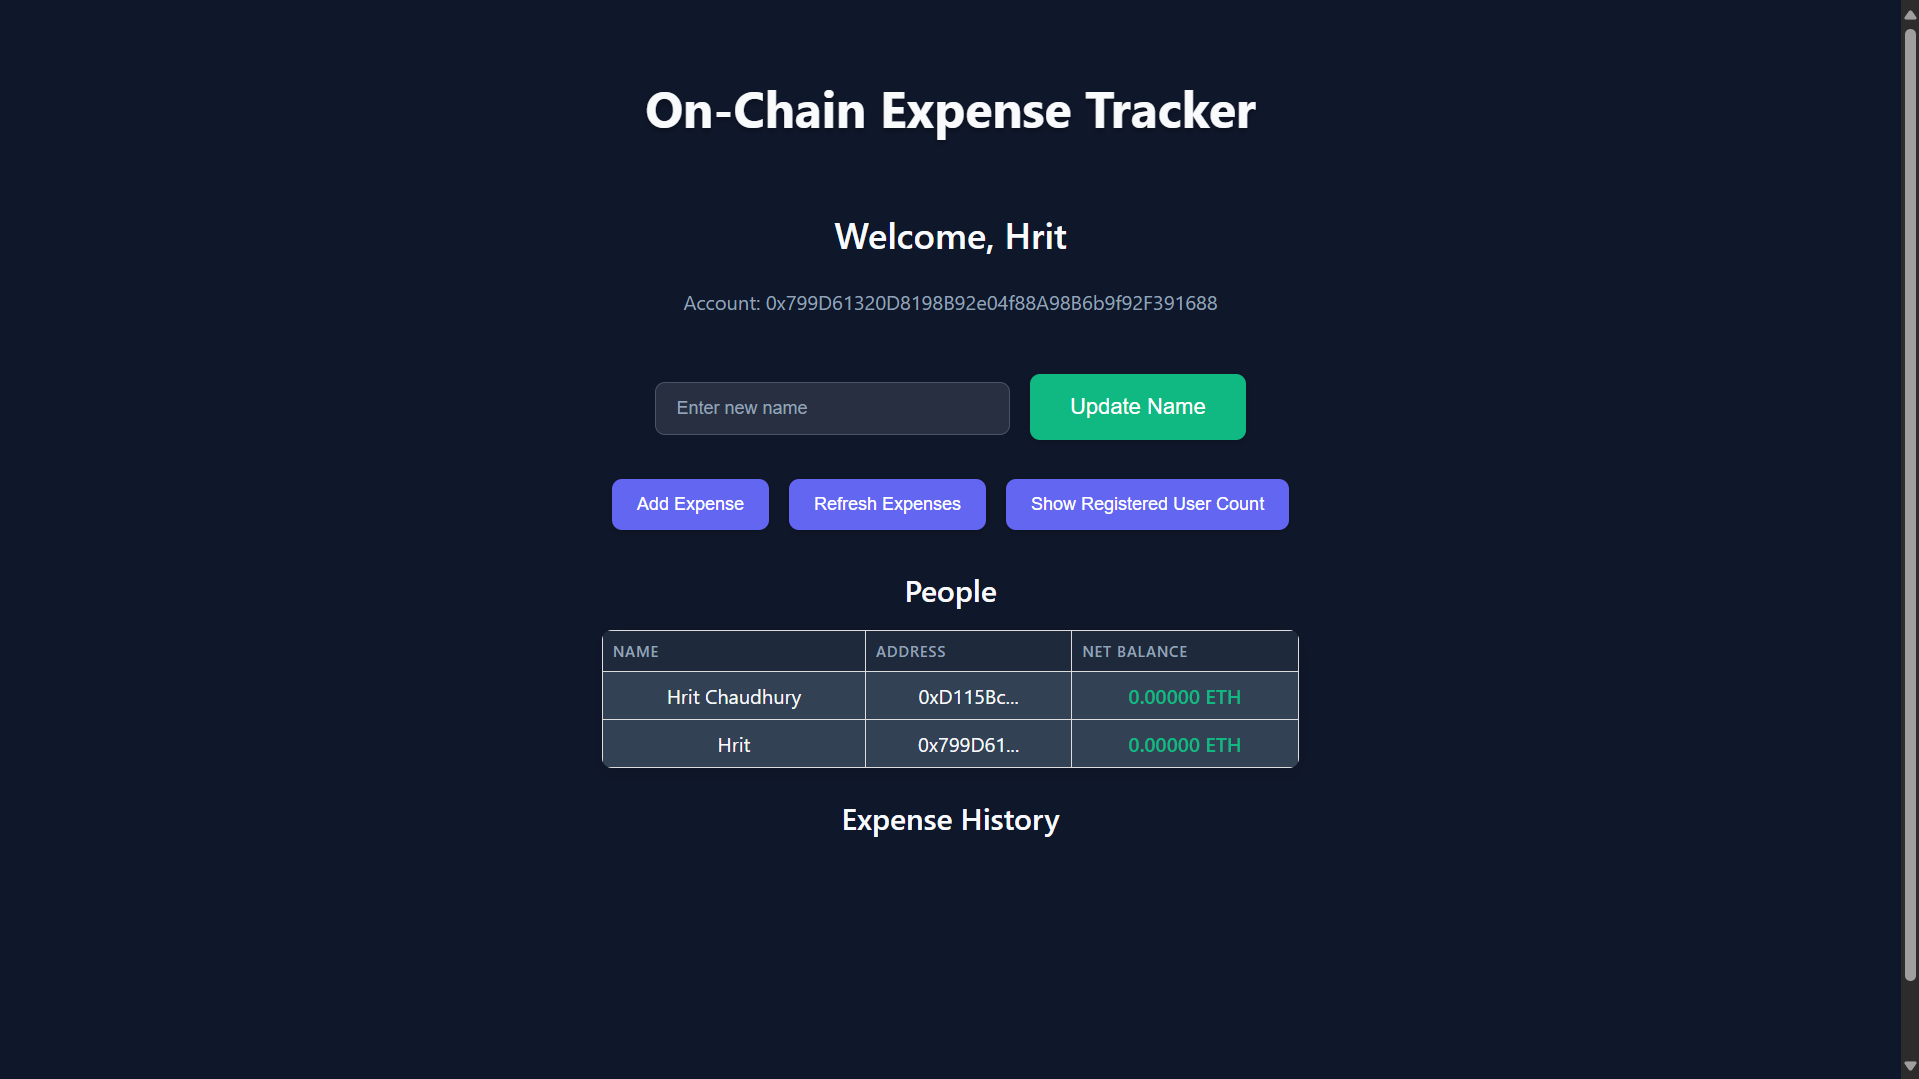 On-Chain Expense Tracker
Welcome, Hrit
Account: 0x799D61320D8198B92e04f88A98B6b9f92F391688
Enter new name
Update Name
Add Expense
Refresh Expenses
Show Registered User Count
People
NAME ADDRESS NET BALANCE
Hrit Chaudhury 0xD115Bc... 0.00000 ETH
Hrit 0x799D61... 0.00000 ETH
Expense History